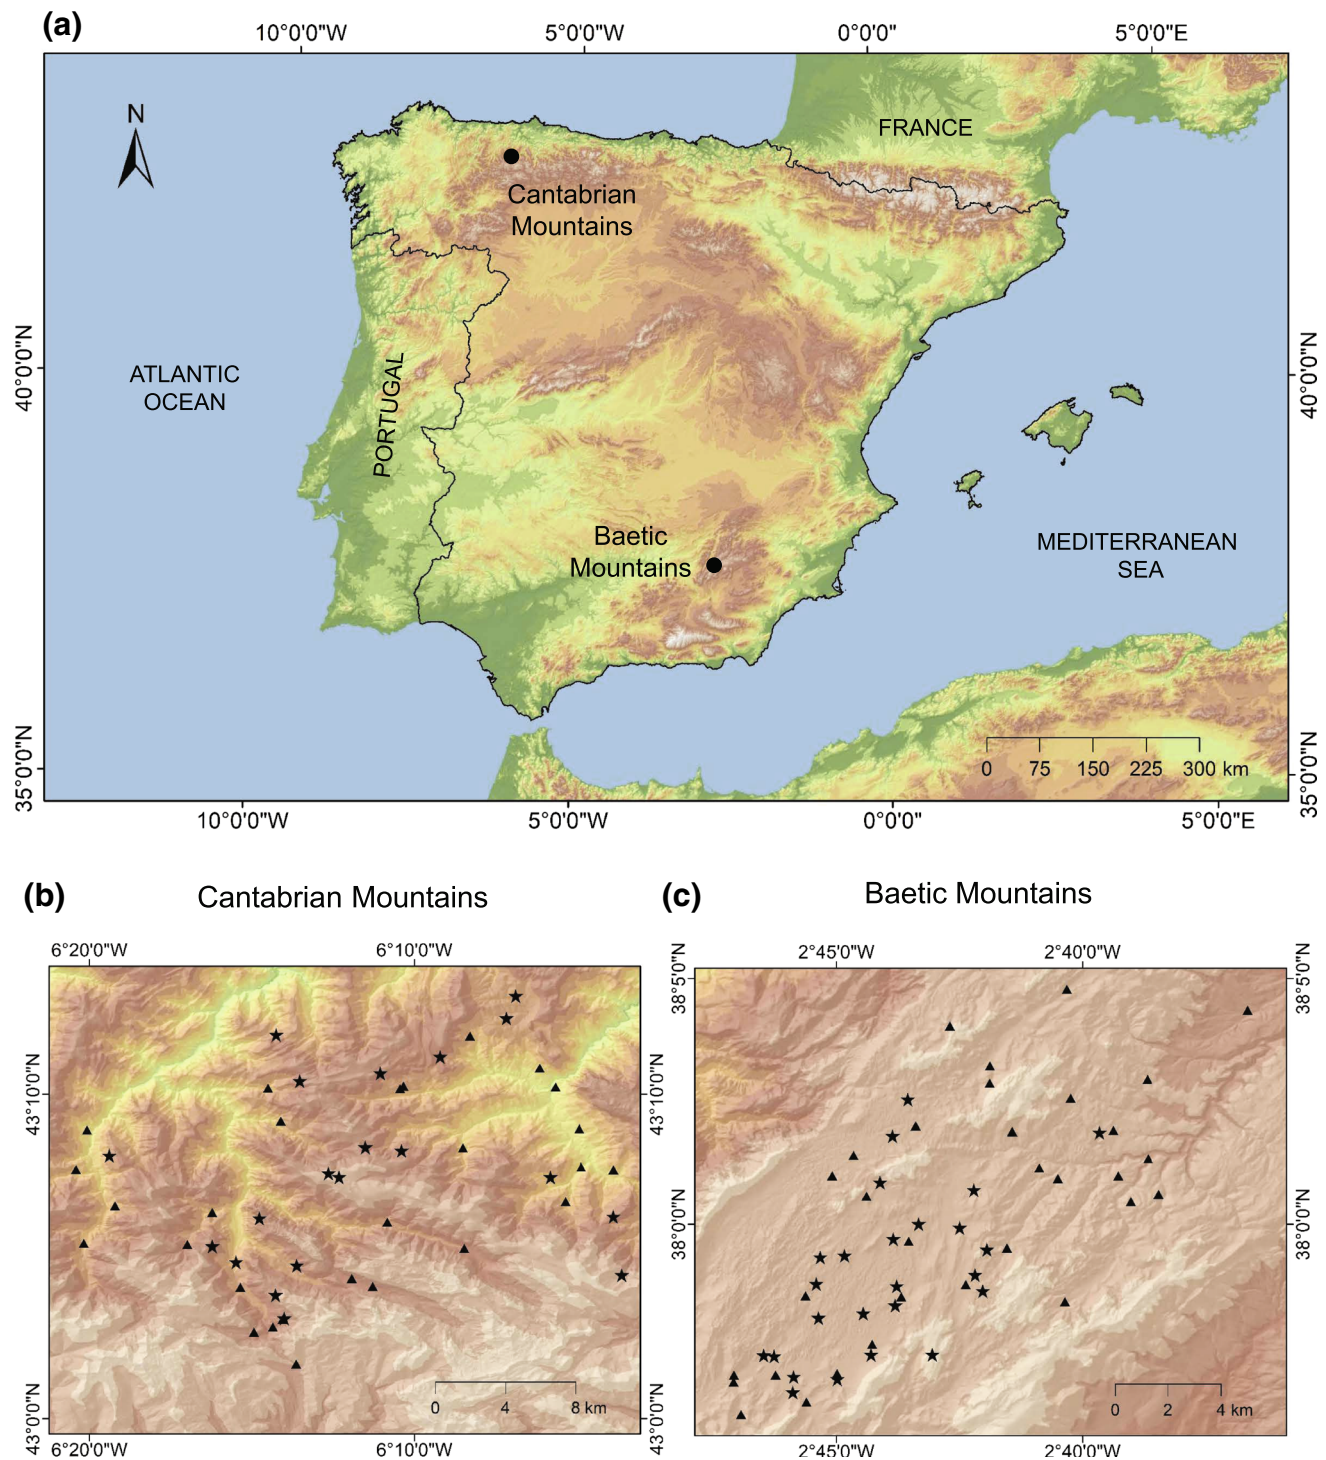 (a)
10°0'0"W 5°0'0"W 0°0'0" 5°0'0"E
N
FRANCE
Cantabrian
Mountains
40°0'0"N
40°0'0"N
ATLANTIC
OCEAN
PORTUGAL
Baetic
Mountains
MEDITERRANEAN
SEA
35°0'0"N
35°0'0"N
0 75 150 225 300 km
10°0'0"W 5°0'0"W 0°0'0" 5°0'0"E
(b) Cantabrian Mountains
6°20'0"W 6°10'0"W
43°10'0"N
43°10'0"N
0 4 8 km
43°0'0"N
43°0'0"N
6°20'0"W 6°10'0"W
(c) Baetic Mountains
2°45'0"W 2°40'0"W
38°5'0"N
38°5'0"N
38°0'0"N
38°0'0"N
0 2 4 km
2°45'0"W 2°40'0"W